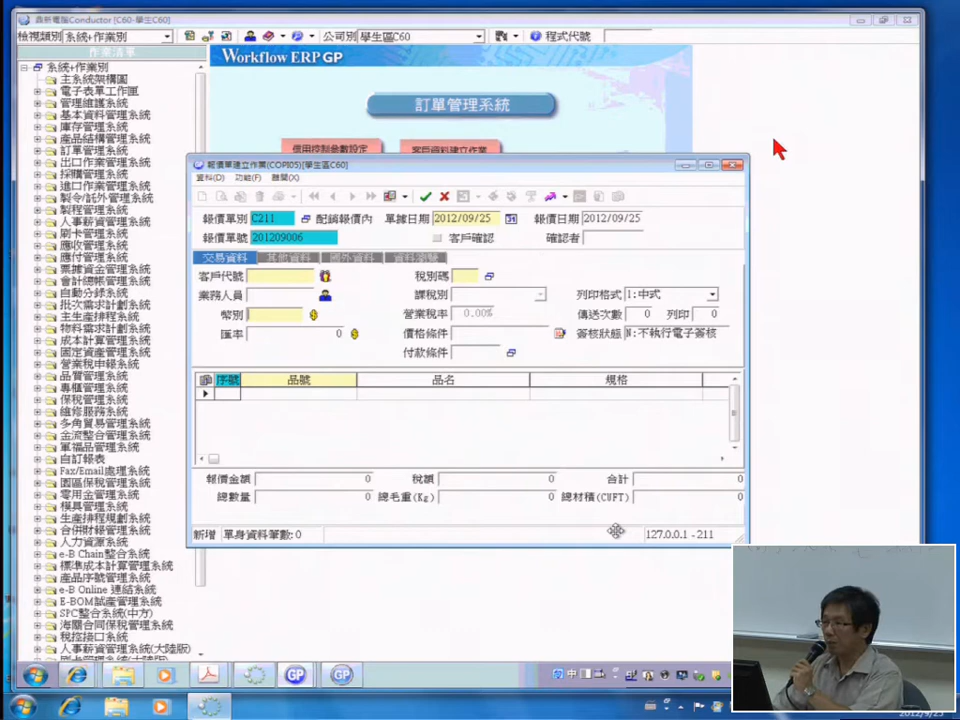 鼎新電腦Conductor [C60-學生區C60]
檢視類別 系統+作業別 公司別 學生區C60 程式代號
作業清單
系統+作業別
主系統架構圖
電子表單工作匣
管理維護系統
基本資料管理系統
庫存管理系統
產品結構管理系統
訂單管理系統
出口作業管理系統
採購管理系統
進口作業管理系統
製令/託外管理系統
製程管理系統
人事薪資管理系統
刷卡管理系統
應收管理系統
應付管理系統
票據資金管理系統
會計總帳管理系統
自動分錄系統
批次需求計劃系統
主生產排程系統
物料需求計劃系統
成本計算管理系統
固定資產管理系統
營業稅申報系統
品質管理系統
專櫃管理系統
保稅管理系統
維修服務系統
多角貿易管理系統
金流整合管理系統
軍福品管理系統
自訂報表
Fax/Email處理系統
園區保稅管理系統
零用金管理系統
模具管理系統
生產排程規劃系統
合併財報管理系統
人力資源系統
e-B Chain整合系統
標準成本計算管理系統
產品序號管理系統
e-B Online 連結系統
E-BOM試產管理系統
SPC整合系統(中方)
海關合同保稅管理系統
稅控接口系統
人事薪資管理系統(大陸版)
刷卡管理系統(大陸版)
Workflow ERP GP
訂單管理系統
信用控制參數設定 客戶資料建立作業
報價單建立作業(COPI05)[學生區C60]
資料(D) 功能(F) 離開(X)
報價單別 C211 配銷報價內 單據日期 2012/09/25 報價日期 2012/09/25
報價單號 201209006 客戶確認 確認者
交易資料 其他資料 國外資料 資料瀏覽
客戶代號 稅別碼
業務人員 課稅別 列印格式 1:中式
幣別 營業稅率 0.00% 傳送次數 0 列印 0
匯率 0 價格條件 簽核狀態 N:不執行電子簽核
付款條件
序號 品號 品名 規格
報價金額 0 稅額 0 合計 0
總數量 0 總毛重(Kg) 0 總材積(CUFT) 0
新增 單身資料筆數:0 127.0.0.1 - 211
中
2012/9/25